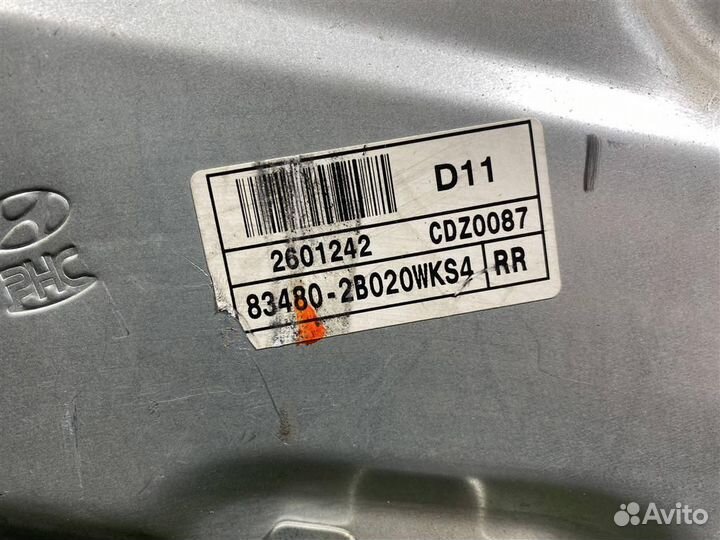 D11
2601242 CDZ0087
83480-2B020WKS4 RR
PHC
Avito